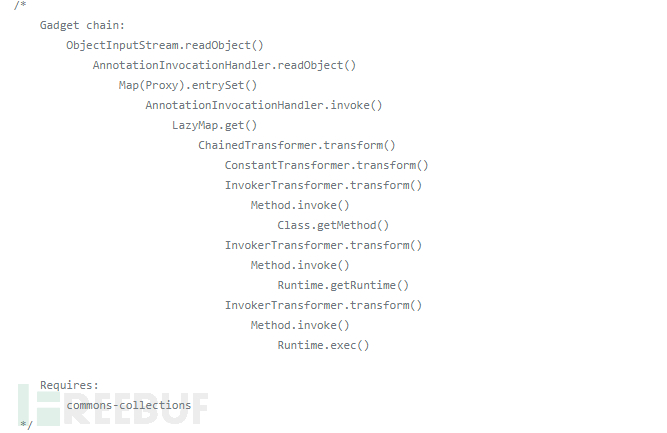 /*
Gadget chain:
ObjectInputStream.readObject()
AnnotationInvocationHandler.readObject()
Map(Proxy).entrySet()
AnnotationInvocationHandler.invoke()
LazyMap.get()
ChainedTransformer.transform()
ConstantTransformer.transform()
InvokerTransformer.transform()
Method.invoke()
Class.getMethod()
InvokerTransformer.transform()
Method.invoke()
Runtime.getRuntime()
InvokerTransformer.transform()
Method.invoke()
Runtime.exec()
Requires:
commons-collections
*/
FREEBUF